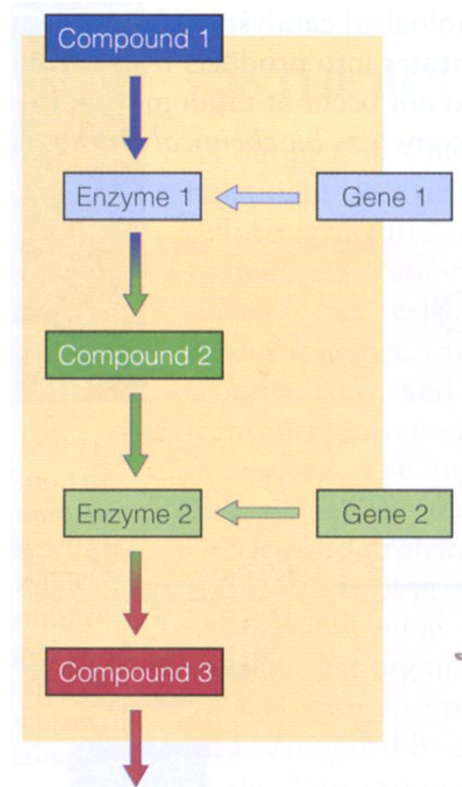 Compound 1
Enzyme 1
Gene 1
Compound 2
Enzyme 2
Gene 2
Compound 3